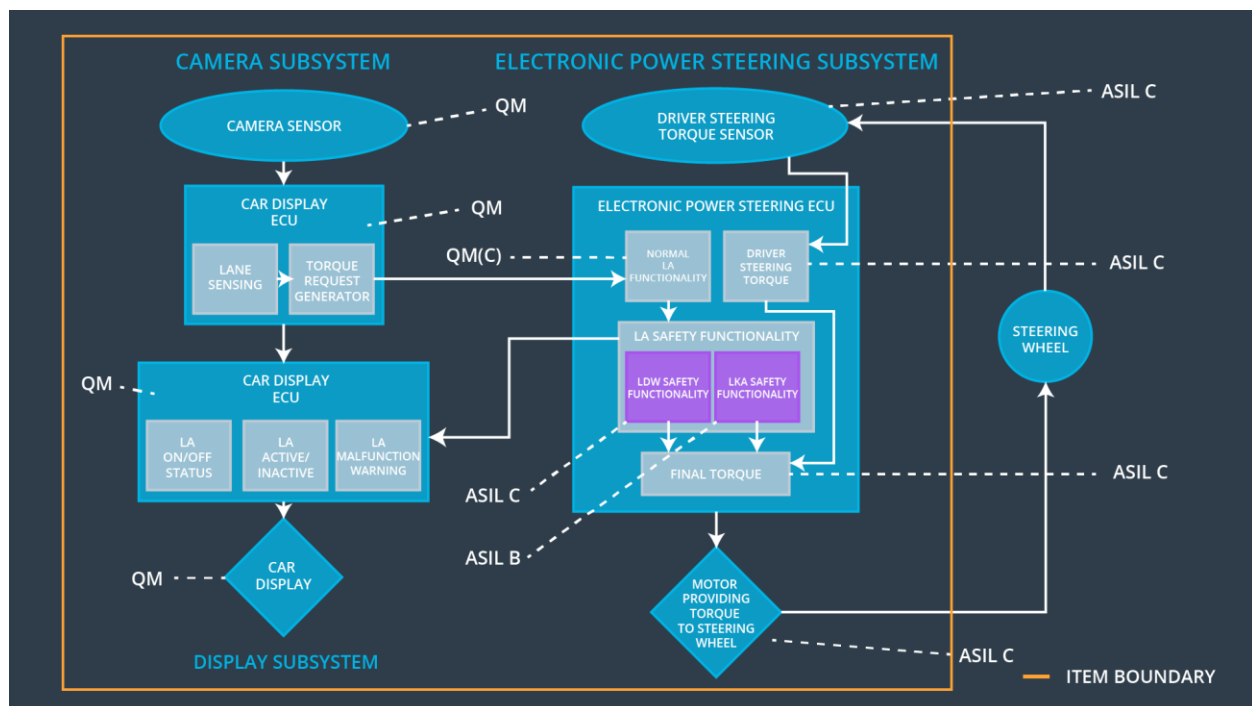 CAMERA SUBSYSTEM
ELECTRONIC POWER STEERING SUBSYSTEM
QM
ASIL C
CAMERA SENSOR
DRIVER STEERING
TORQUE SENSOR
CAR DISPLAY
ECU
QM
ELECTRONIC POWER STEERING ECU
LANE
SENSING
TORQUE
REQUEST
GENERATOR
QM(C)
NORMAL
LA
FUNCTIONALITY
DRIVER
STEERING
TORQUE
ASIL C
LA SAFETY FUNCTIONALITY
LDW SAFETY
FUNCTIONALITY
LKA SAFETY
FUNCTIONALITY
STEERING
WHEEL
QM
CAR DISPLAY
ECU
LA
ON/OFF
STATUS
LA
ACTIVE/
INACTIVE
LA
MALFUNCTION
WARNING
FINAL TORQUE
ASIL C
ASIL C
ASIL B
QM
CAR
DISPLAY
MOTOR
PROVIDING
TORQUE
TO STEERING
WHEEL
ASIL C
DISPLAY SUBSYSTEM
ITEM BOUNDARY